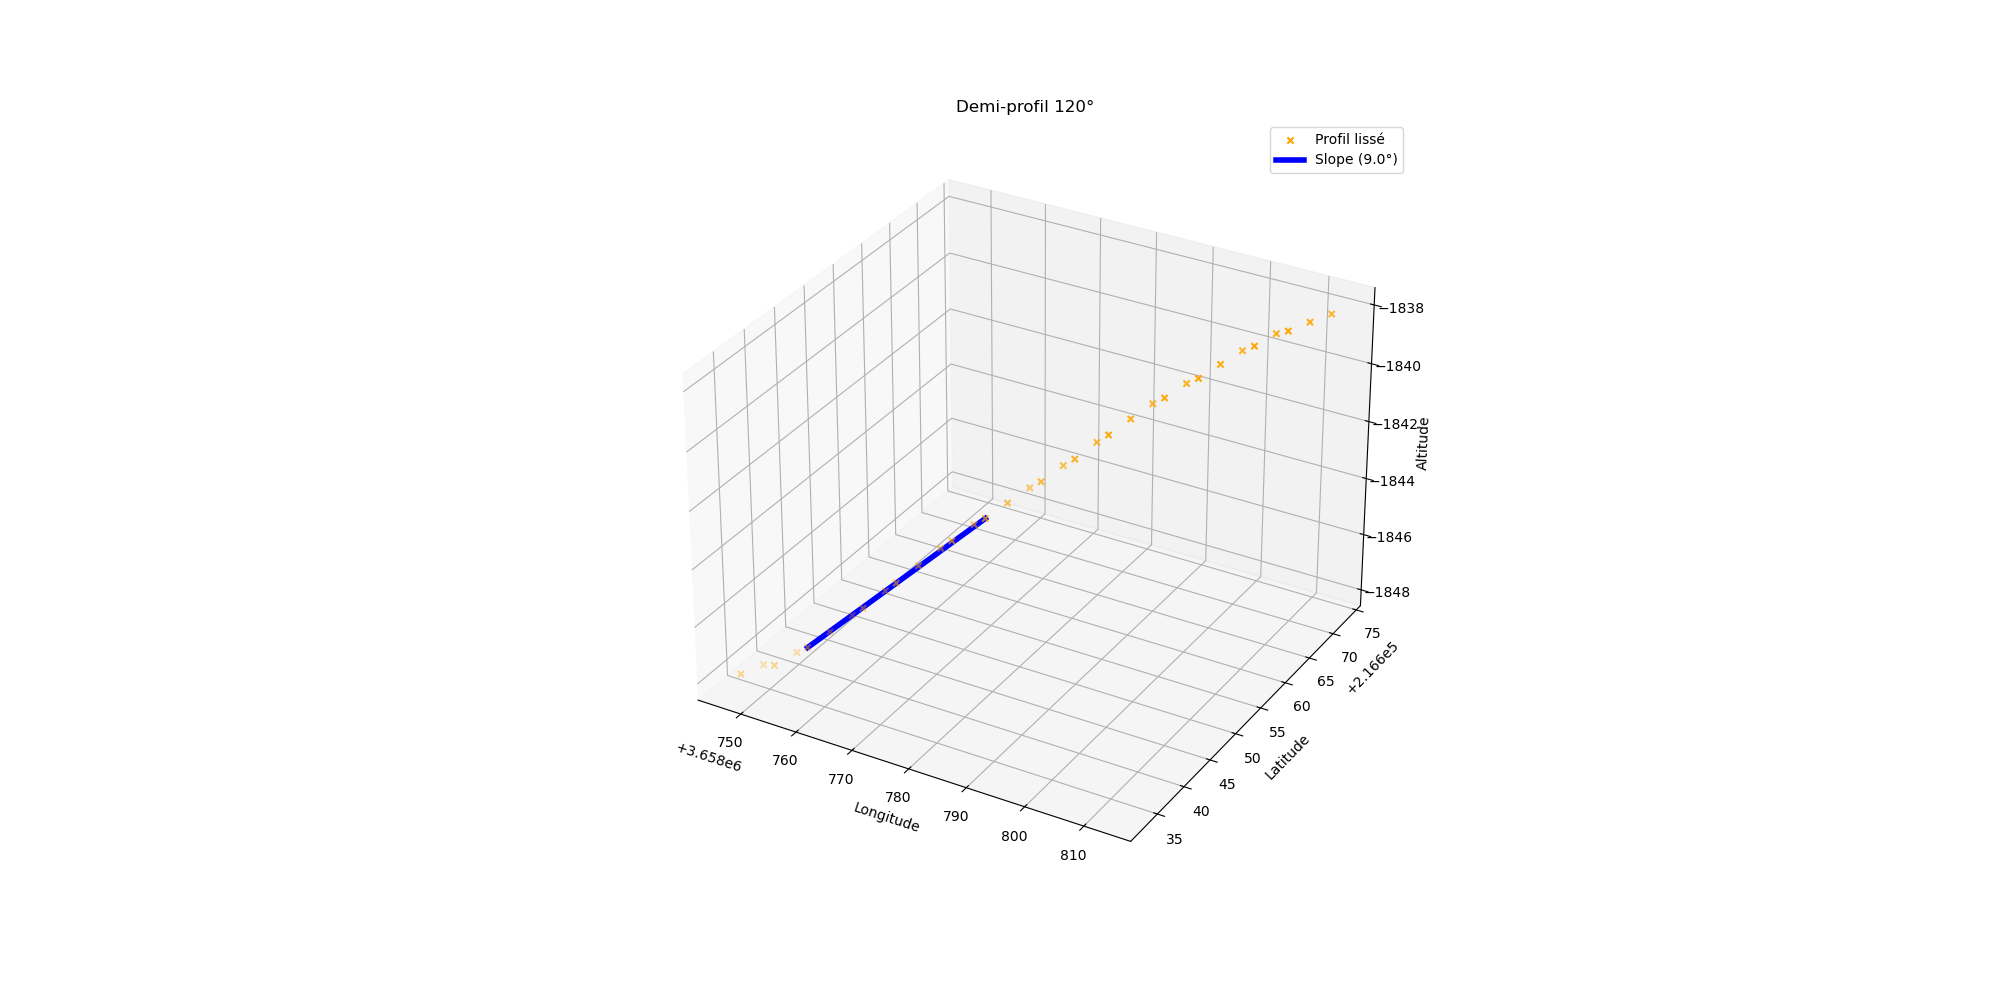 Demi-profil 120°
Profil lissé
Slope (9.0°)
−1838
−1840
−1842
−1844
−1846
−1848
Altitude
75
70
65
60
55
50
45
40
35
+2.166e5
Latitude
750
760
770
780
790
800
810
+3.658e6
Longitude